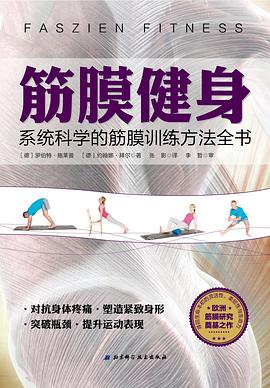 FASZIEN FITNESS
筋膜健身
系统科学的筋膜训练方法全书
［德］罗伯特·施莱普 ［德］约翰娜·拜尔◎著 张 影◎译 李 哲◎审
欧洲
筋膜研究
奠基之作
·对抗身体疼痛·塑造紧致身形
·突破瓶颈·提升运动表现
北京科学技术出版社